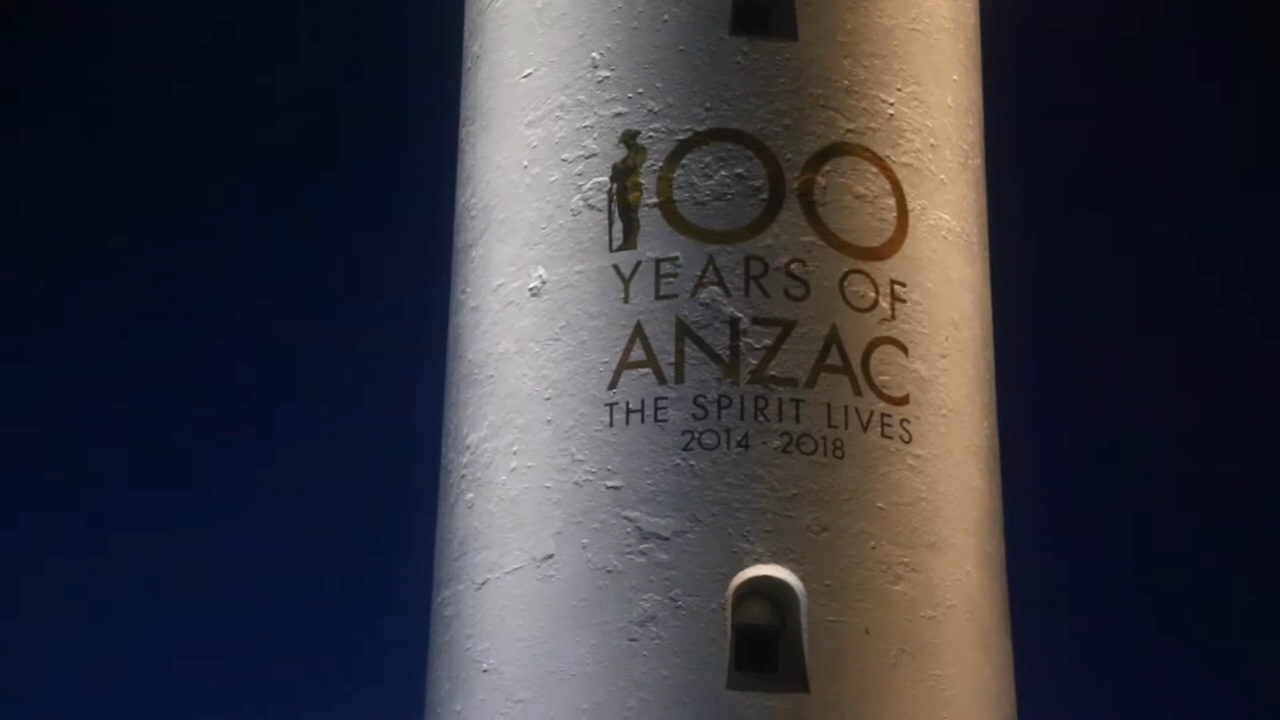 100
YEARS OF
ANZAC
THE SPIRIT LIVES
2014 - 2018